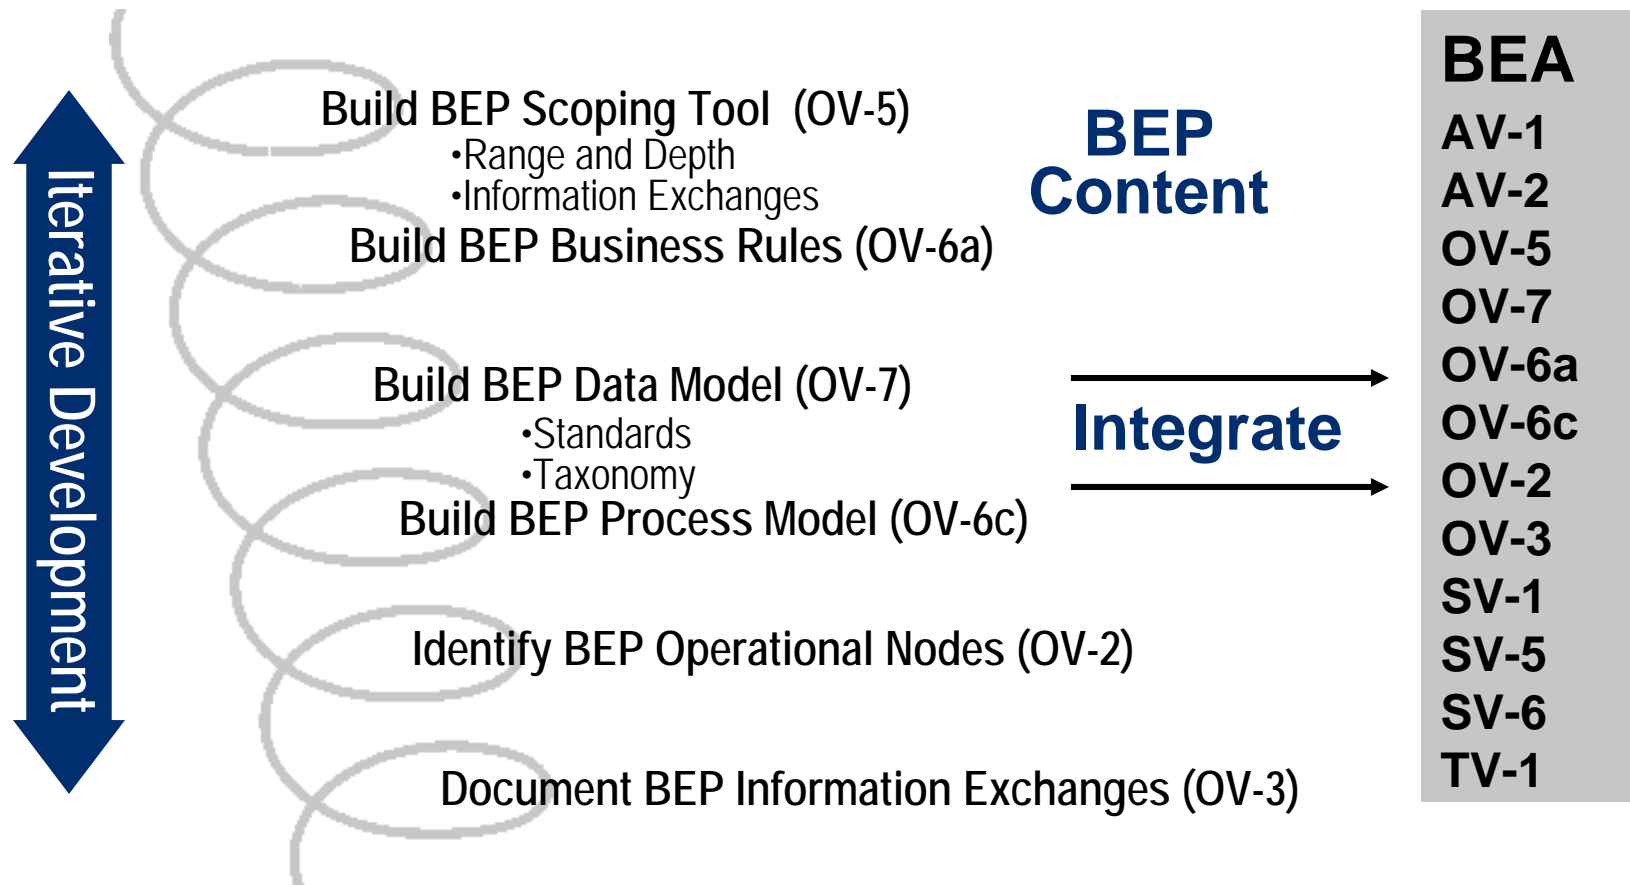 Iterative Development
Build BEP Scoping Tool (OV-5)
•Range and Depth
•Information Exchanges
Build BEP Business Rules (OV-6a)
Build BEP Data Model (OV-7)
•Standards
•Taxonomy
Build BEP Process Model (OV-6c)
Identify BEP Operational Nodes (OV-2)
Document BEP Information Exchanges (OV-3)
BEP
Content
Integrate
BEA
AV-1
AV-2
OV-5
OV-7
OV-6a
OV-6c
OV-2
OV-3
SV-1
SV-5
SV-6
TV-1